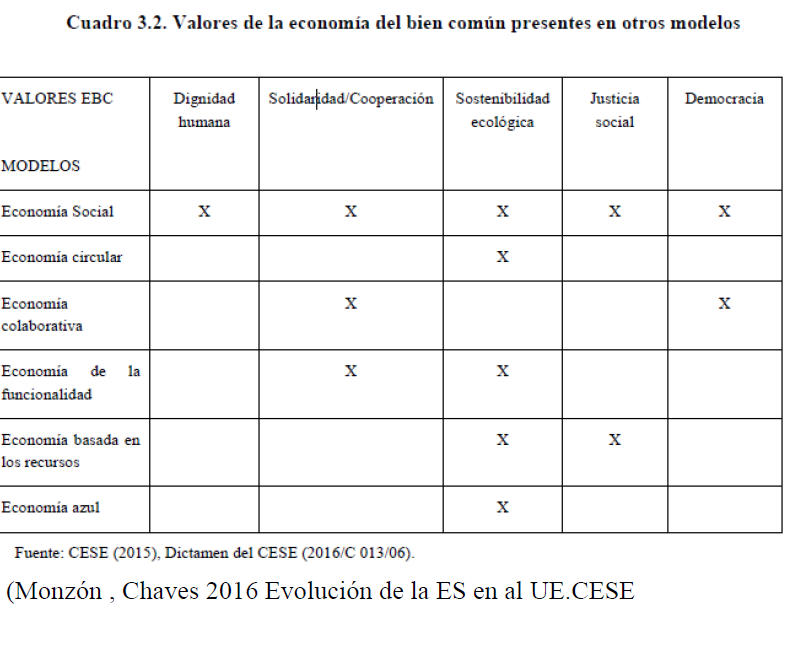 Cuadro 3.2. Valores de la economía del bien común presentes en otros modelos
VALORES EBC
MODELOS
Dignidad
humana
Solidaridad/Cooperación
Sostenibilidad
ecológica
Justicia
social
Democracia
Economía Social X X X X X
Economía circular X
Economía
colaborativa
X X
Economía de la
funcionalidad
X X
Economía basada en
los recursos
X X
Economía azul X
Fuente: CESE (2015), Dictamen del CESE (2016/C 013/06).
(Monzón , Chaves 2016 Evolución de la ES en al UE.CESE